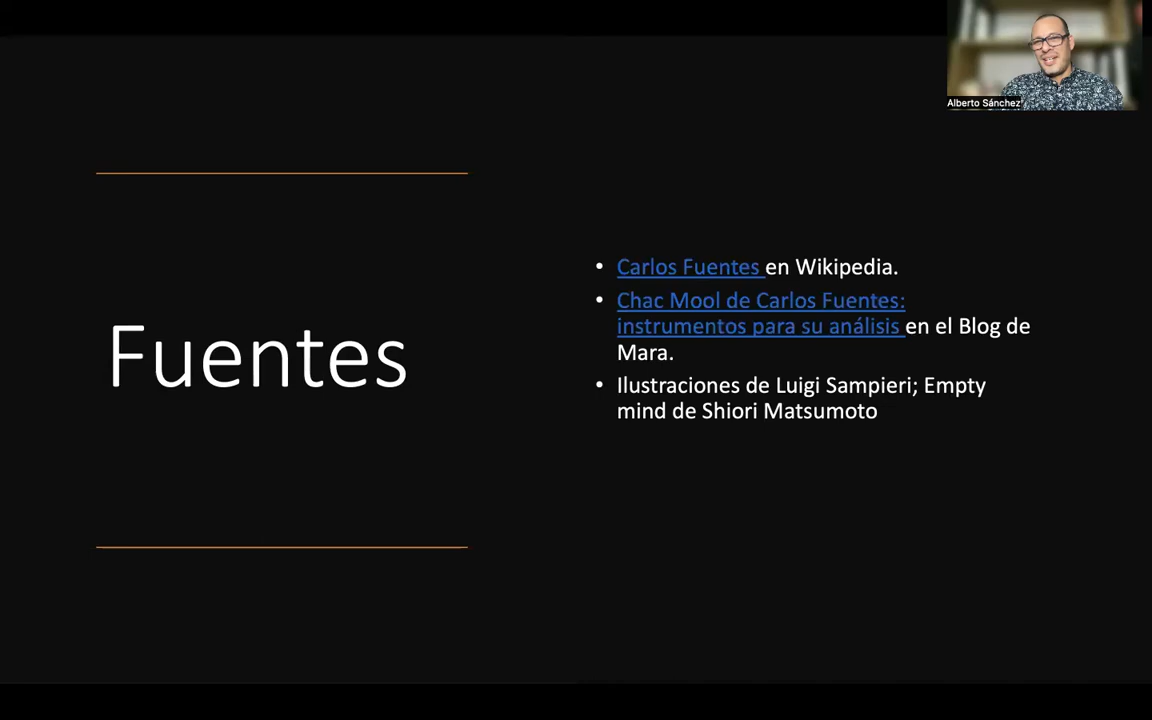 Alberto Sánchez
Fuentes
• Carlos Fuentes en Wikipedia.
• Chac Mool de Carlos Fuentes:
instrumentos para su análisis en el Blog de
Mara.
• Ilustraciones de Luigi Sampieri; Empty
mind de Shiori Matsumoto